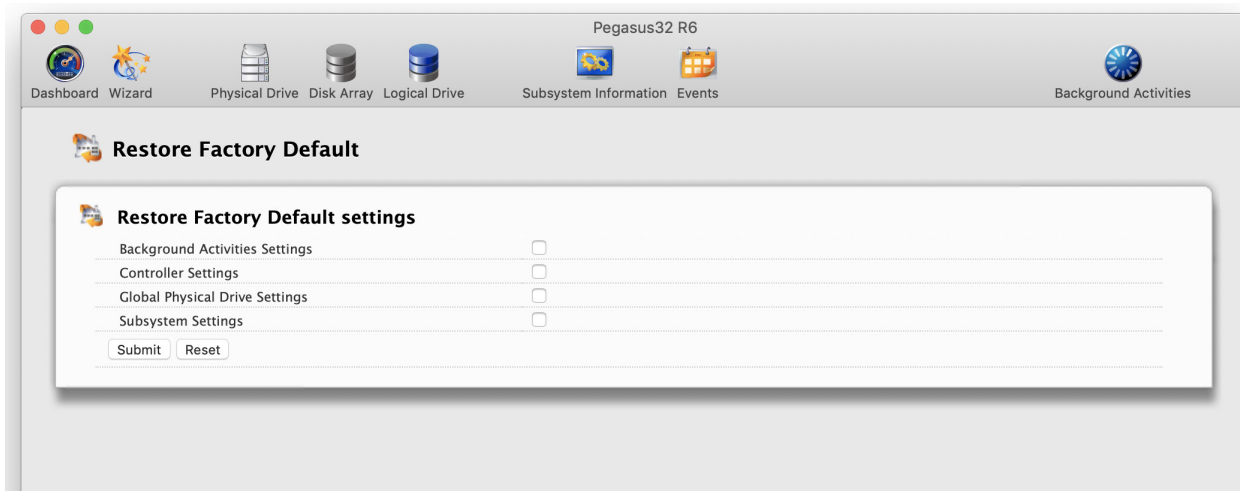 Pegasus32 R6
Dashboard Wizard Physical Drive Disk Array Logical Drive Subsystem Information Events Background Activities
Restore Factory Default
Restore Factory Default settings
Background Activities Settings
Controller Settings
Global Physical Drive Settings
Subsystem Settings
Submit Reset